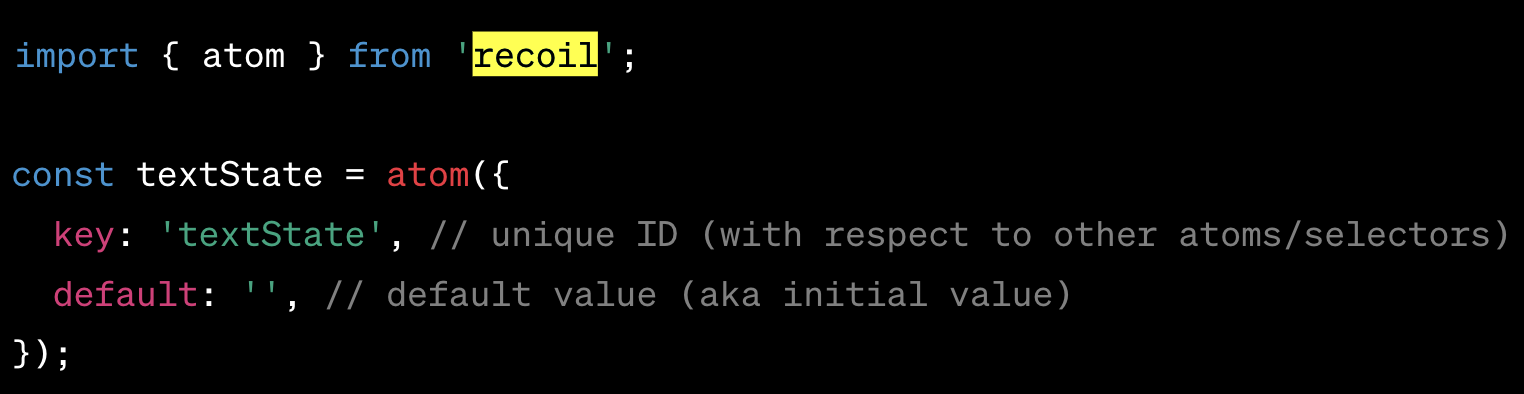 import { atom } from 'recoil';
const textState = atom({
  key: 'textState', // unique ID (with respect to other atoms/selectors)
  default: '', // default value (aka initial value)
});